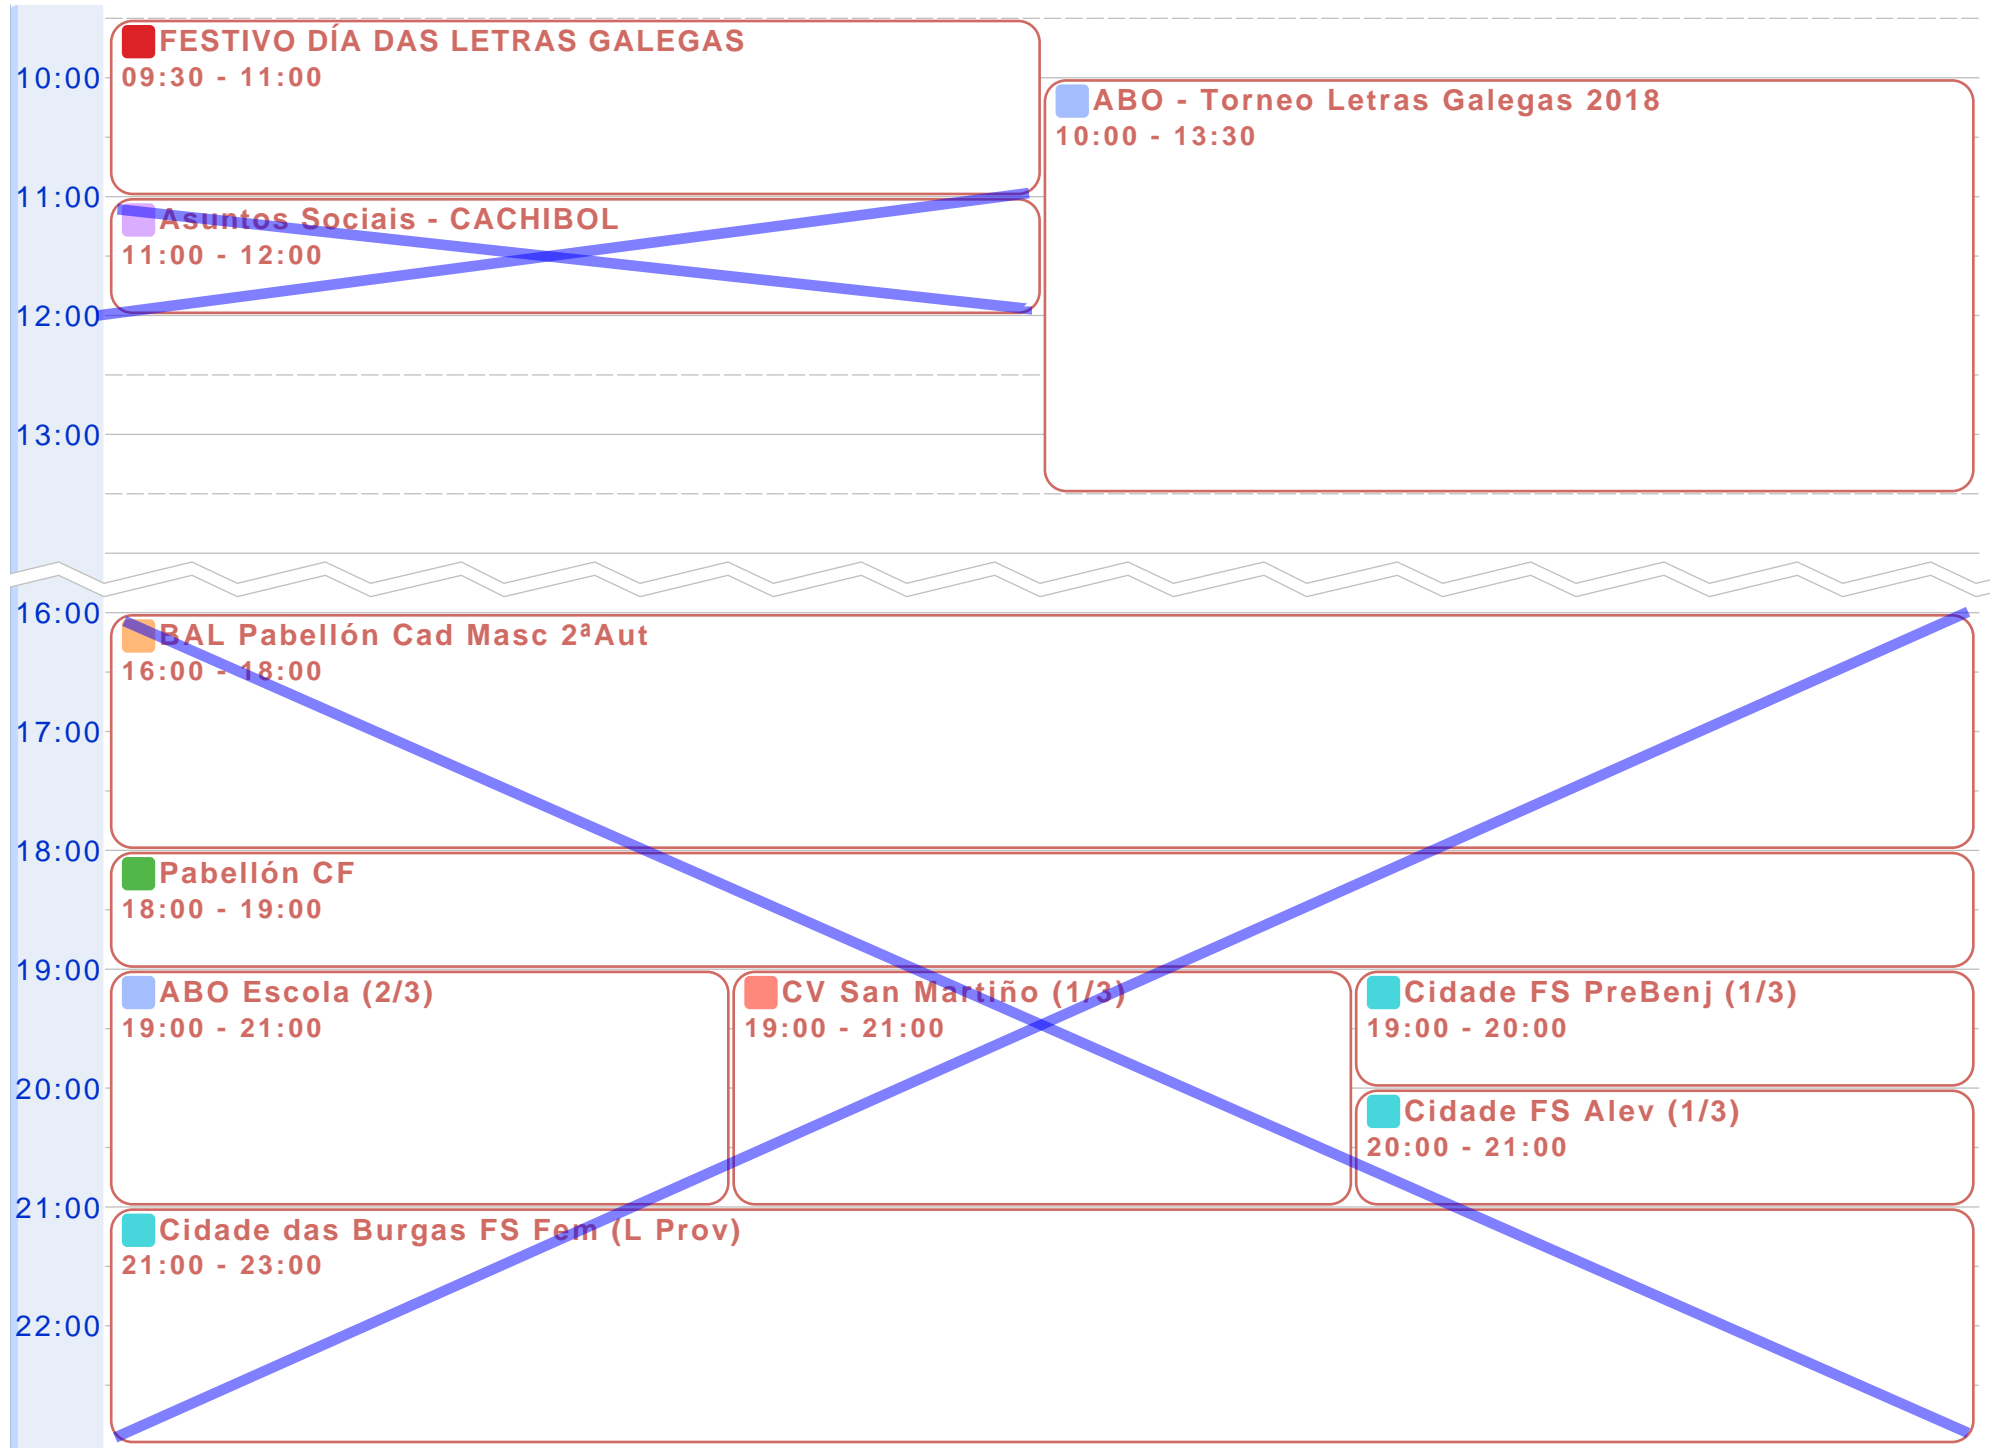 FESTIVO DÍA DAS LETRAS GALEGAS
09:30 - 11:00
10:00
ABO - Torneo Letras Galegas 2018
10:00 - 13:30
11:00
Asuntos Sociais - CACHIBOL
11:00 - 12:00
12:00
13:00
16:00
BAL Pabellón Cad Masc 2ªAut
16:00 - 18:00
17:00
18:00
Pabellón CF
18:00 - 19:00
19:00
ABO Escola (2/3)
19:00 - 21:00
CV San Martiño (1/3)
19:00 - 21:00
Cidade FS PreBenj (1/3)
19:00 - 20:00
20:00
Cidade FS Alev (1/3)
20:00 - 21:00
21:00
Cidade das Burgas FS Fem (L Prov)
21:00 - 23:00
22:00